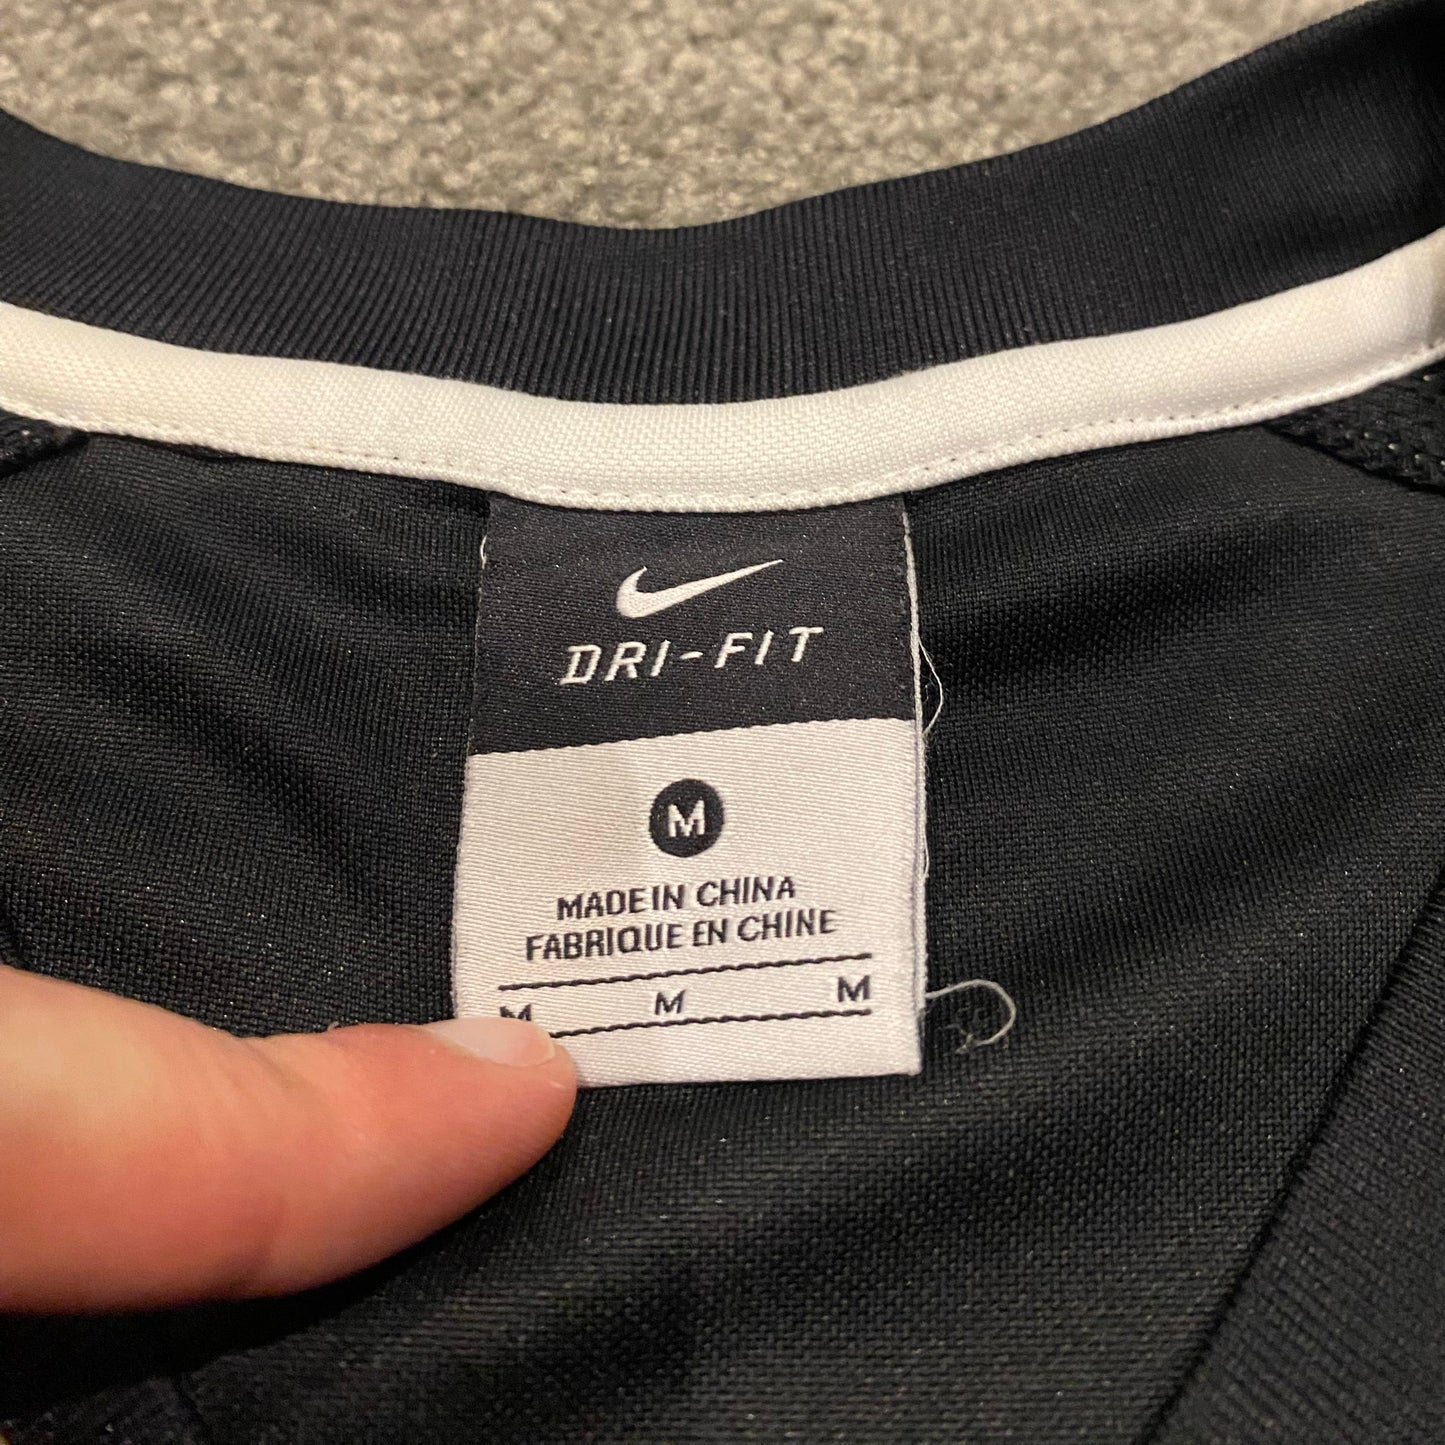 DRI-FIT
M
MADE IN CHINA
FABRIQUE EN CHINE
M M M